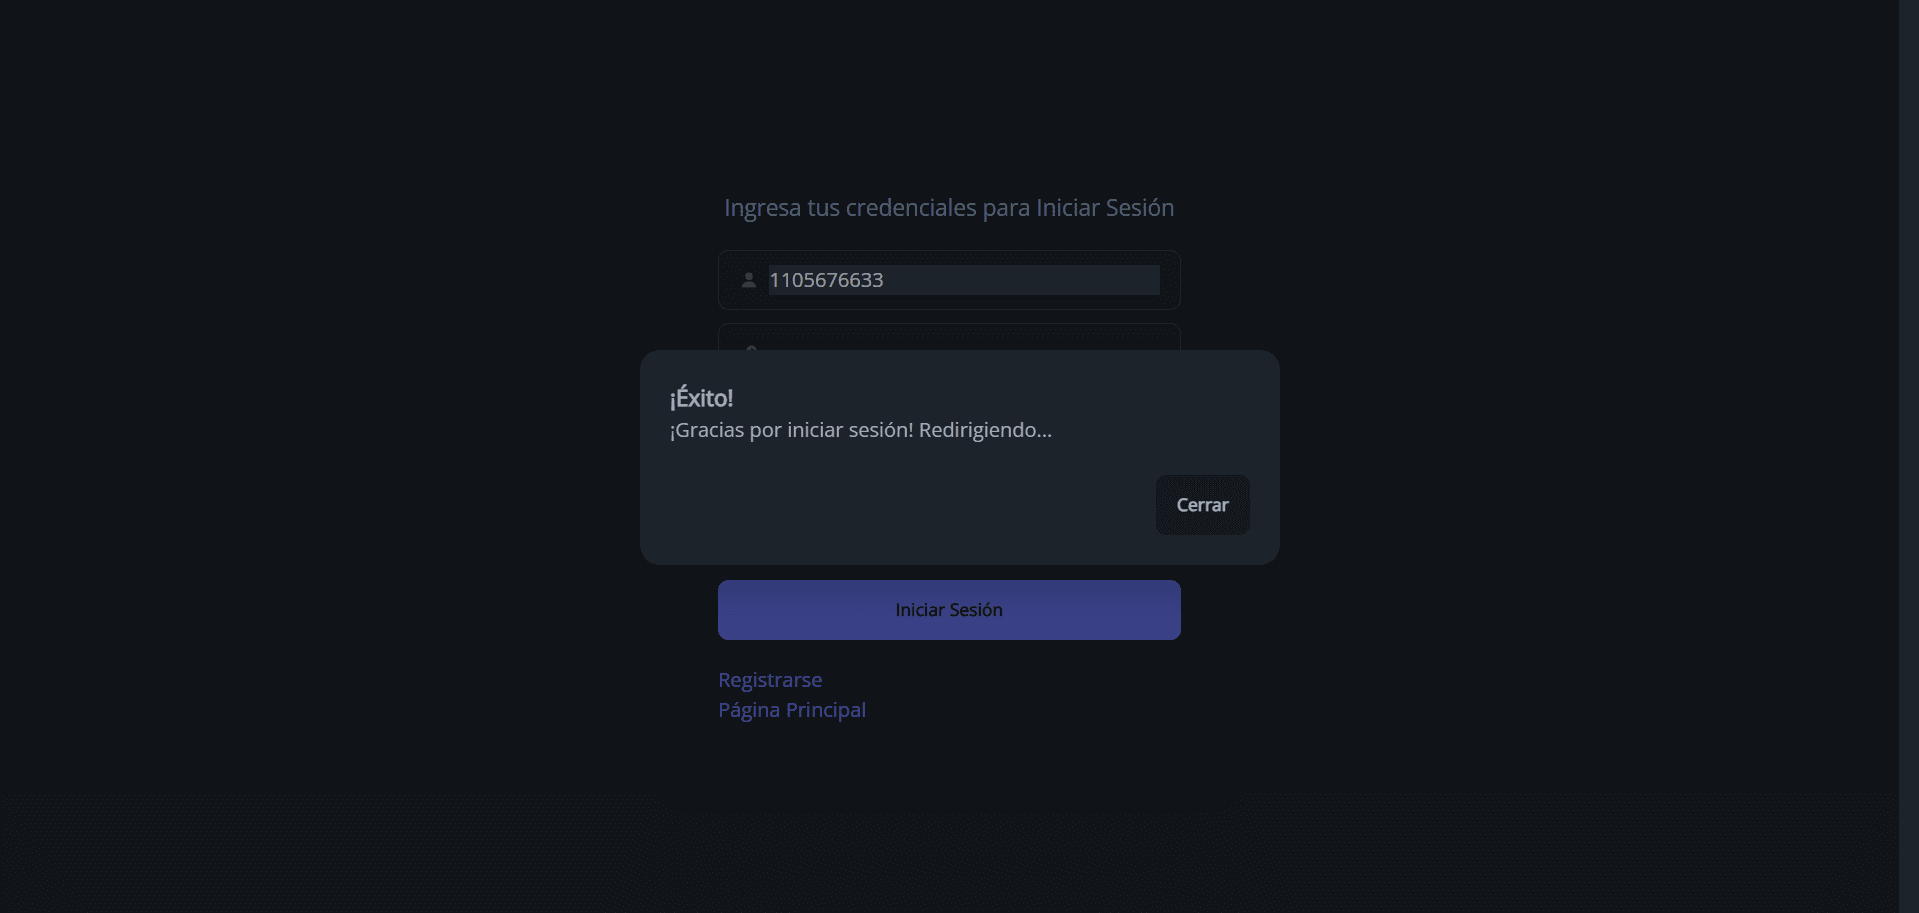 Ingresa tus credenciales para Iniciar Sesión
1105676633
¡Éxito!
¡Gracias por iniciar sesión! Redirigiendo...
Cerrar
Iniciar Sesión
Registrarse
Página Principal